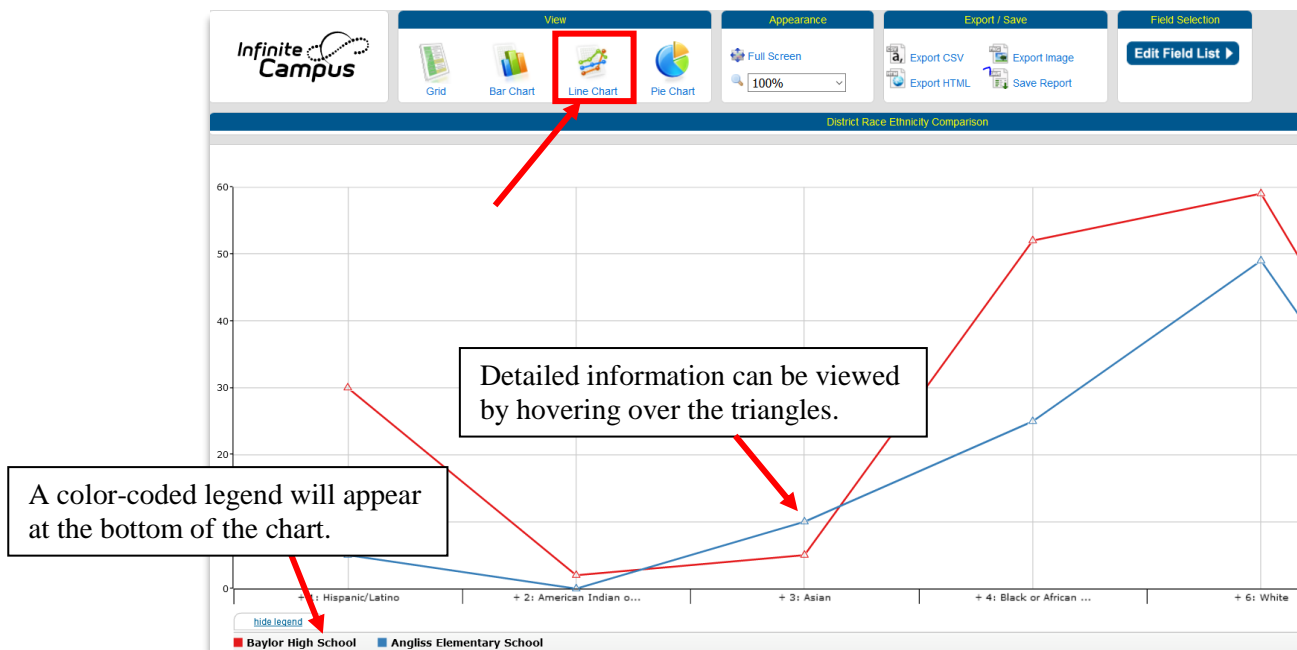 View
Appearance
Export / Save
Field Selection
Infinite
Campus
Grid
Bar Chart
Line Chart
Pie Chart
Full Screen
100%
Export CSV
Export Image
Export HTML
Save Report
Edit Field List
District Race Ethnicity Comparison
60
50
40
30
20
0
Detailed information can be viewed
by hovering over the triangles.
A color-coded legend will appear
at the bottom of the chart.
+ 1: Hispanic/Latino
+ 2: American Indian o...
+ 3: Asian
+ 4: Black or African ...
+ 6: White
hide legend
Baylor High School
Angliss Elementary School